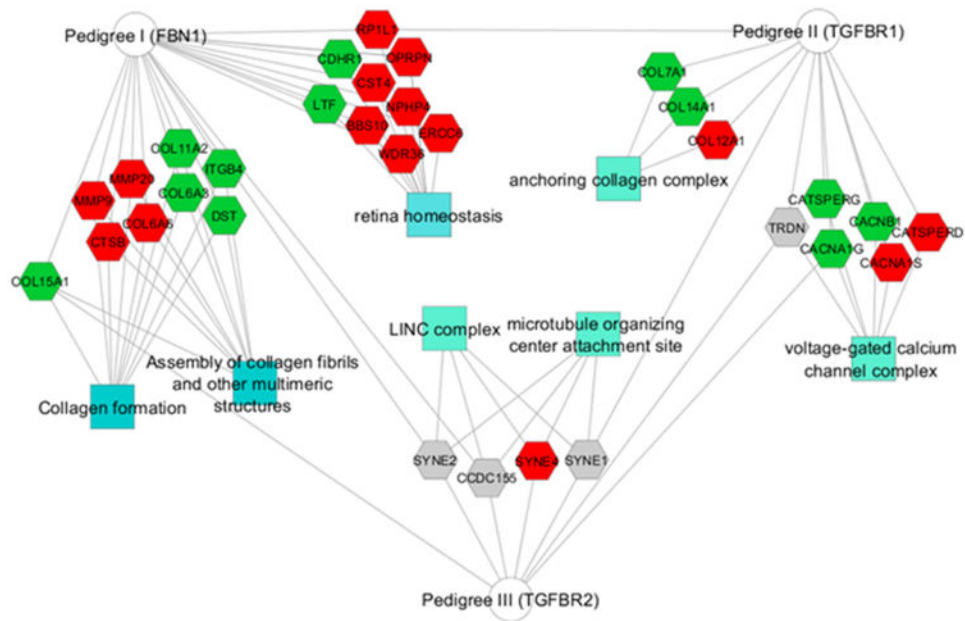 RP1L1
Pedigree I (FBN1)
Pedigree II (TGFBR1)
CDHR1
OPRPN
CST4
COL7A1
LTF
NPHP4
COL14A1
BBS10
ERCC6
COL12A1
WDR36
COL11A2
ITGB4
anchoring collagen complex
MMP20
COL6A3
CATSPERG
MMP9
COL6A6
DST
retina homeostasis
TRDN
CACNB1
CATSPERD
CTSB
CACNA1G
CACNA1S
COL15A1
LINC complex
microtubule organizing
center attachment site
voltage-gated calcium
channel complex
Assembly of collagen fibrils
and other multimeric
structures
Collagen formation
SYNE2
CCDC155
SYNE4
SYNE1
Pedigree III (TGFBR2)